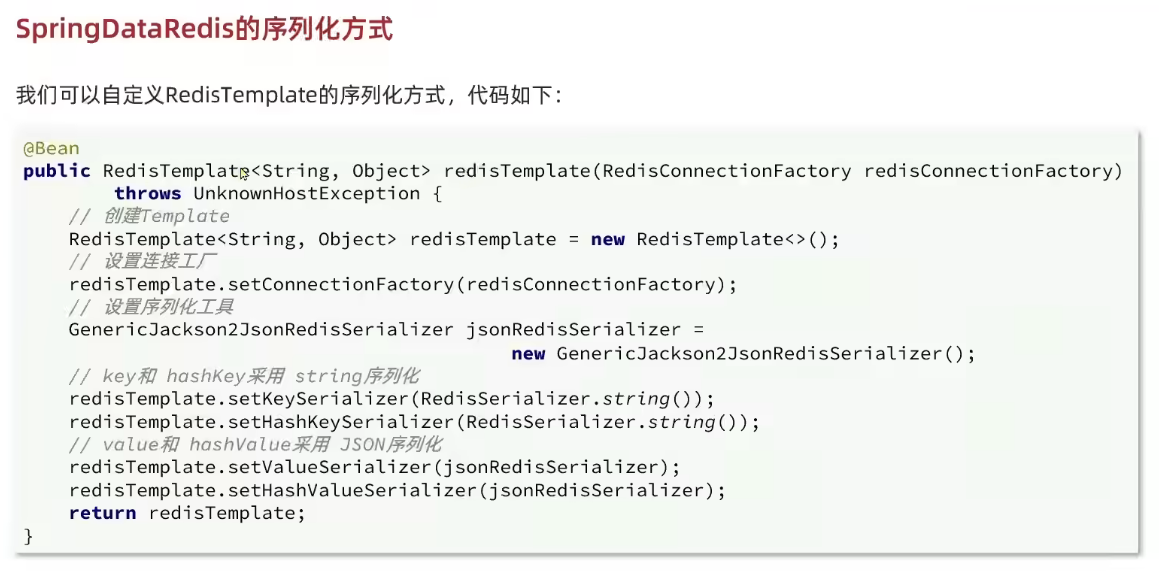 SpringDataRedis的序列化方式
我们可以自定义RedisTemplate的序列化方式，代码如下：
@Bean
public RedisTemplate<String, Object> redisTemplate(RedisConnectionFactory redisConnectionFactory)
        throws UnknownHostException {
    // 创建Template
    RedisTemplate<String, Object> redisTemplate = new RedisTemplate<>();
    // 设置连接工厂
    redisTemplate.setConnectionFactory(redisConnectionFactory);
    // 设置序列化工具
    GenericJackson2JsonRedisSerializer jsonRedisSerializer =
                                            new GenericJackson2JsonRedisSerializer();
    // key和 hashKey采用 string序列化
    redisTemplate.setKeySerializer(RedisSerializer.string());
    redisTemplate.setHashKeySerializer(RedisSerializer.string());
    // value和 hashValue采用 JSON序列化
    redisTemplate.setValueSerializer(jsonRedisSerializer);
    redisTemplate.setHashValueSerializer(jsonRedisSerializer);
    return redisTemplate;
}